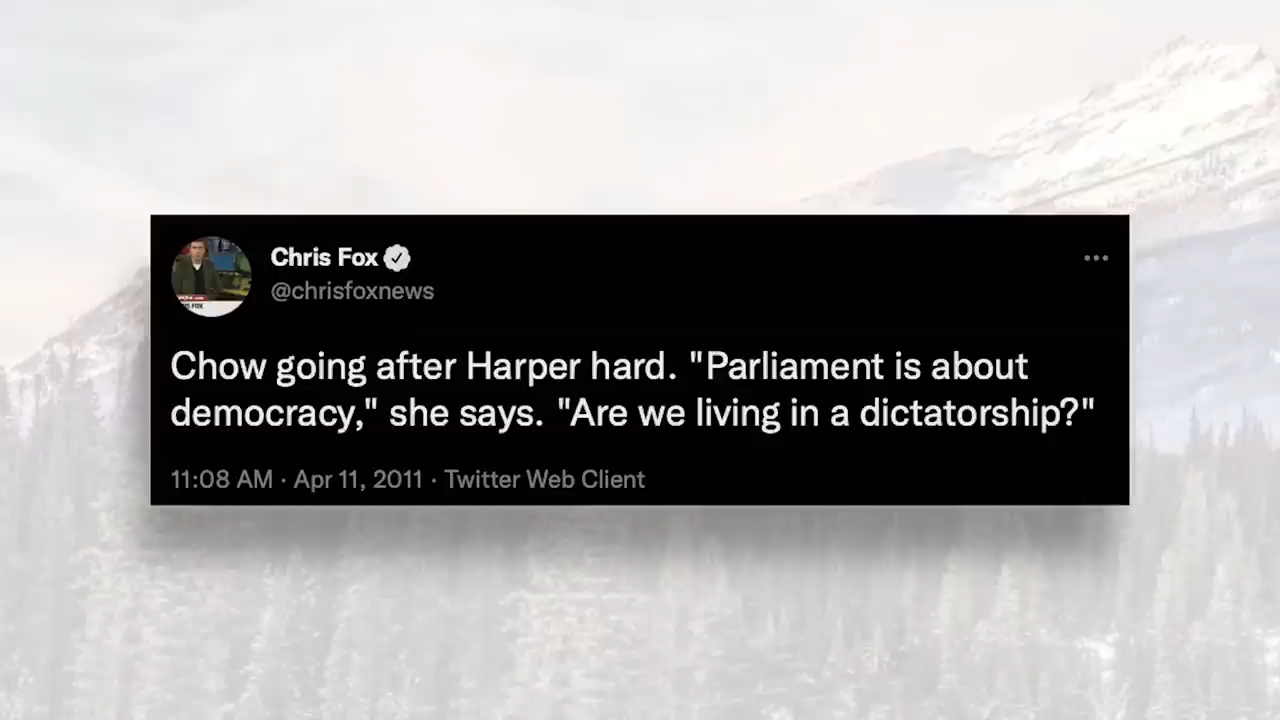 Chris Fox
@chrisfoxnews
Chow going after Harper hard. "Parliament is about
democracy," she says. "Are we living in a dictatorship?"
11:08 AM · Apr 11, 2011 · Twitter Web Client